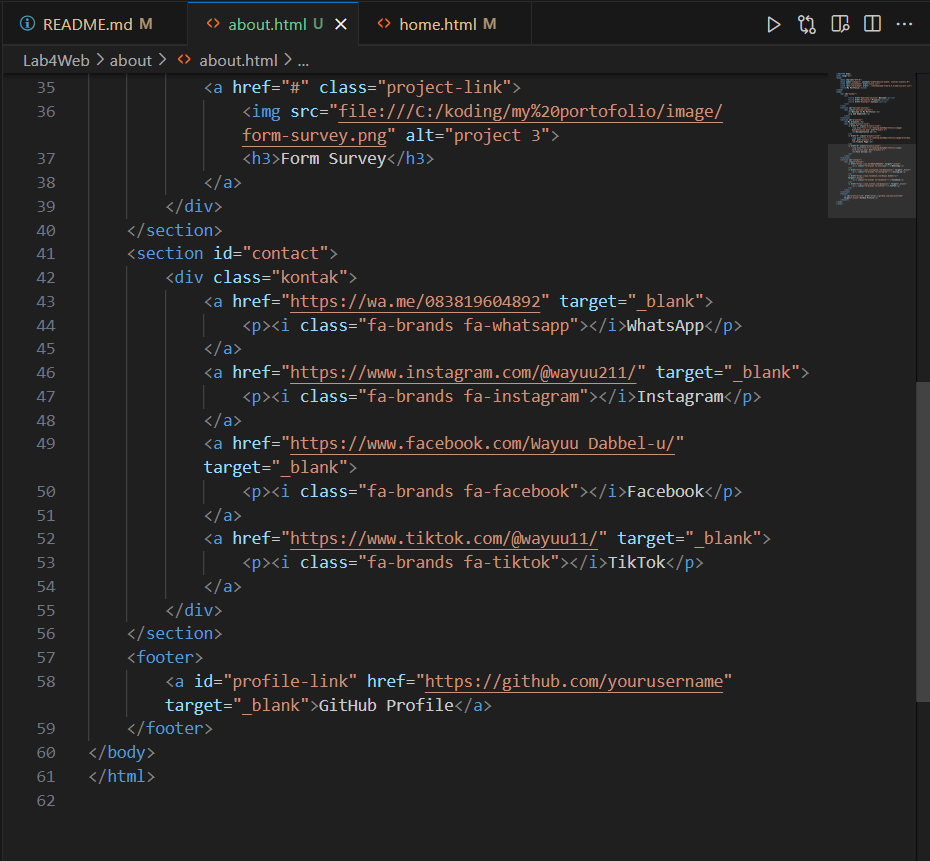 README.md M
about.html U
home.html M
Lab4Web > about > about.html > ...
35 <a href="#" class="project-link">
36 <img src="file:///C:/koding/my%20portofolio/image/
form-survey.png" alt="project 3">
37 <h3>Form Survey</h3>
38 </a>
39 </div>
40 </section>
41 <section id="contact">
42 <div class="kontak">
43 <a href="https://wa.me/083819604892" target="_blank">
44 <p><i class="fa-brands fa-whatsapp"></i>WhatsApp</p>
45 </a>
46 <a href="https://www.instagram.com/@wayuu211/" target="_blank">
47 <p><i class="fa-brands fa-instagram"></i>Instagram</p>
48 </a>
49 <a href="https://www.facebook.com/Wayuu Dabbel-u/"
target="_blank">
50 <p><i class="fa-brands fa-facebook"></i>Facebook</p>
51 </a>
52 <a href="https://www.tiktok.com/@wayuu11/" target="_blank">
53 <p><i class="fa-brands fa-tiktok"></i>TikTok</p>
54 </a>
55 </div>
56 </section>
57 <footer>
58 <a id="profile-link" href="https://github.com/yourusername"
target="_blank">GitHub Profile</a>
59 </footer>
60 </body>
61 </html>
62